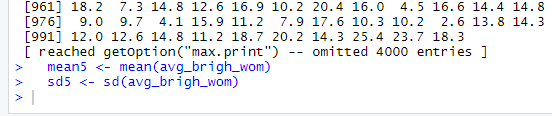 [961] 18.2 7.3 14.8 12.6 16.9 10.2 20.4 16.0 4.5 16.6 14.4 14.8
[976] 9.0 9.7 4.1 15.9 11.2 7.9 17.6 10.3 10.2 2.6 13.8 14.3
[991] 12.0 12.6 14.8 11.2 18.7 20.2 14.3 25.4 23.7 18.3
[ reached getOption("max.print") -- omitted 4000 entries ]
> mean5 <- mean(avg_brigh_wom)
> sd5 <- sd(avg_brigh_wom)
>